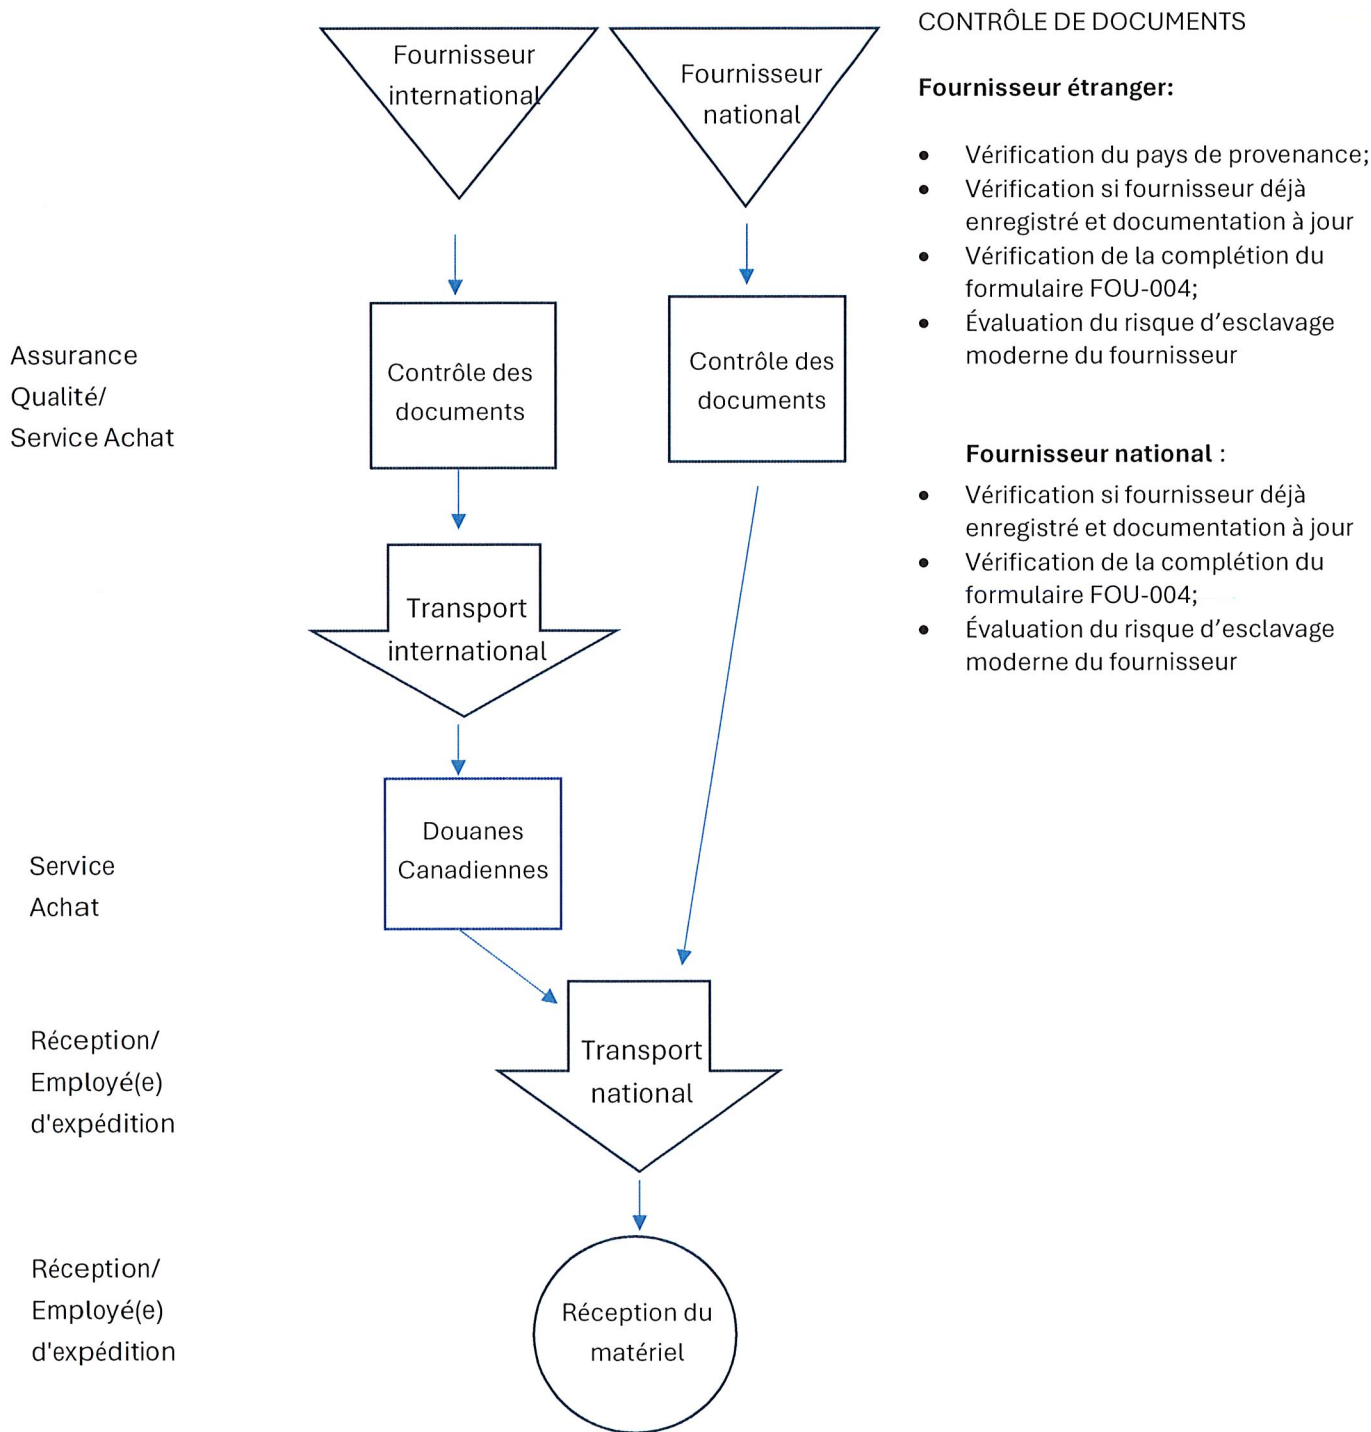 Fournisseur
international
Fournisseur
national
CONTRÔLE DE DOCUMENTS
Fournisseur étranger:
• Vérification du pays de provenance;
• Vérification si fournisseur déjà
enregistré et documentation à jour
• Vérification de la complétion du
formulaire FOU-004;
• Évaluation du risque d’esclavage
moderne du fournisseur
Fournisseur national :
• Vérification si fournisseur déjà
enregistré et documentation à jour
• Vérification de la complétion du
formulaire FOU-004;
• Évaluation du risque d’esclavage
moderne du fournisseur
Assurance
Qualité/
Service Achat
Contrôle des
documents
Contrôle des
documents
Transport
international
Service
Achat
Douanes
Canadiennes
Réception/
Employé(e)
d'expédition
Transport
national
Réception/
Employé(e)
d'expédition
Réception du
matériel